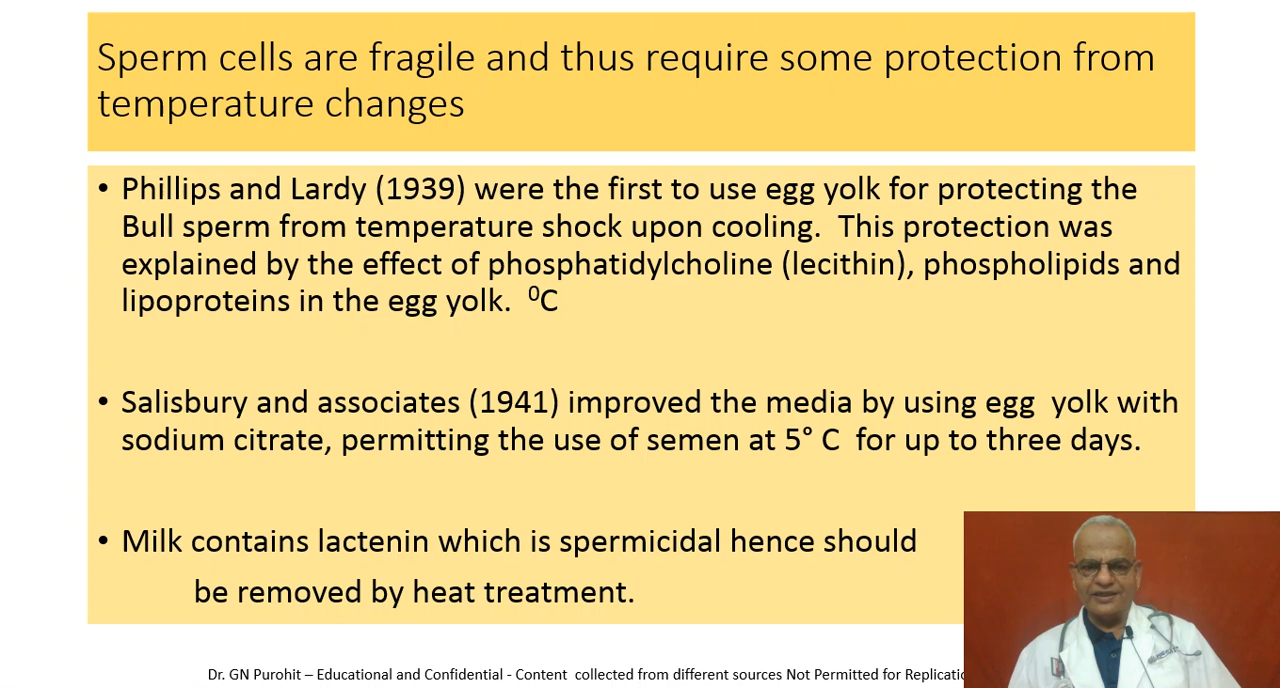 Sperm cells are fragile and thus require some protection from
temperature changes
• Phillips and Lardy (1939) were the first to use egg yolk for protecting the
Bull sperm from temperature shock upon cooling.  This protection was
explained by the effect of phosphatidylcholine (lecithin), phospholipids and
lipoproteins in the egg yolk.  ⁰C
• Salisbury and associates (1941) improved the media by using egg  yolk with
sodium citrate, permitting the use of semen at 5° C  for up to three days.
• Milk contains lactenin which is spermicidal hence should
be removed by heat treatment.
Dr. GN Purohit – Educational and Confidential - Content  collected from different sources Not Permitted for